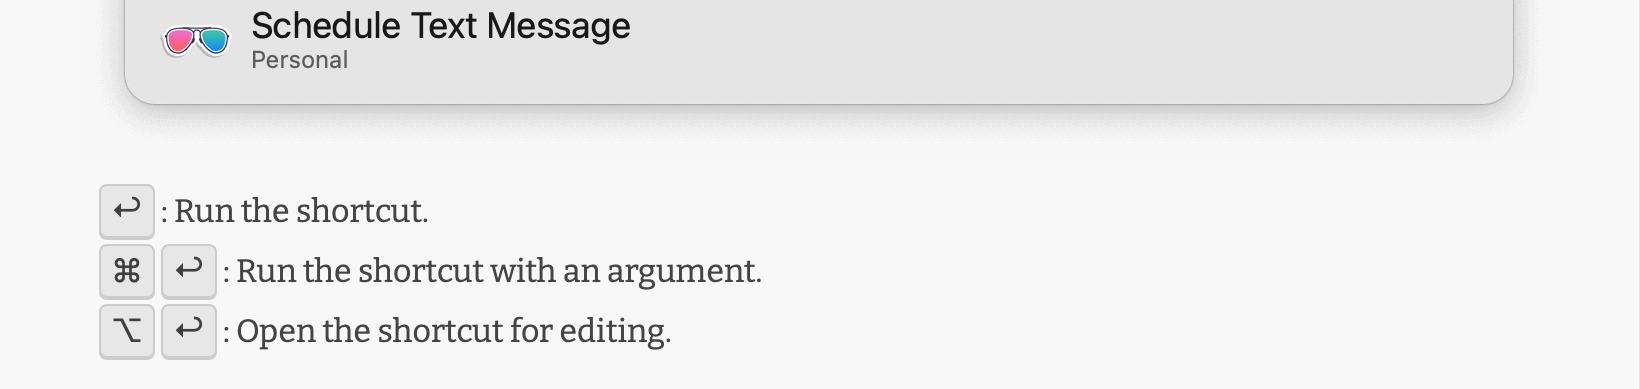 Schedule Text Message
Personal
↩ : Run the shortcut.
⌘ ↩ : Run the shortcut with an argument.
⌥ ↩ : Open the shortcut for editing.